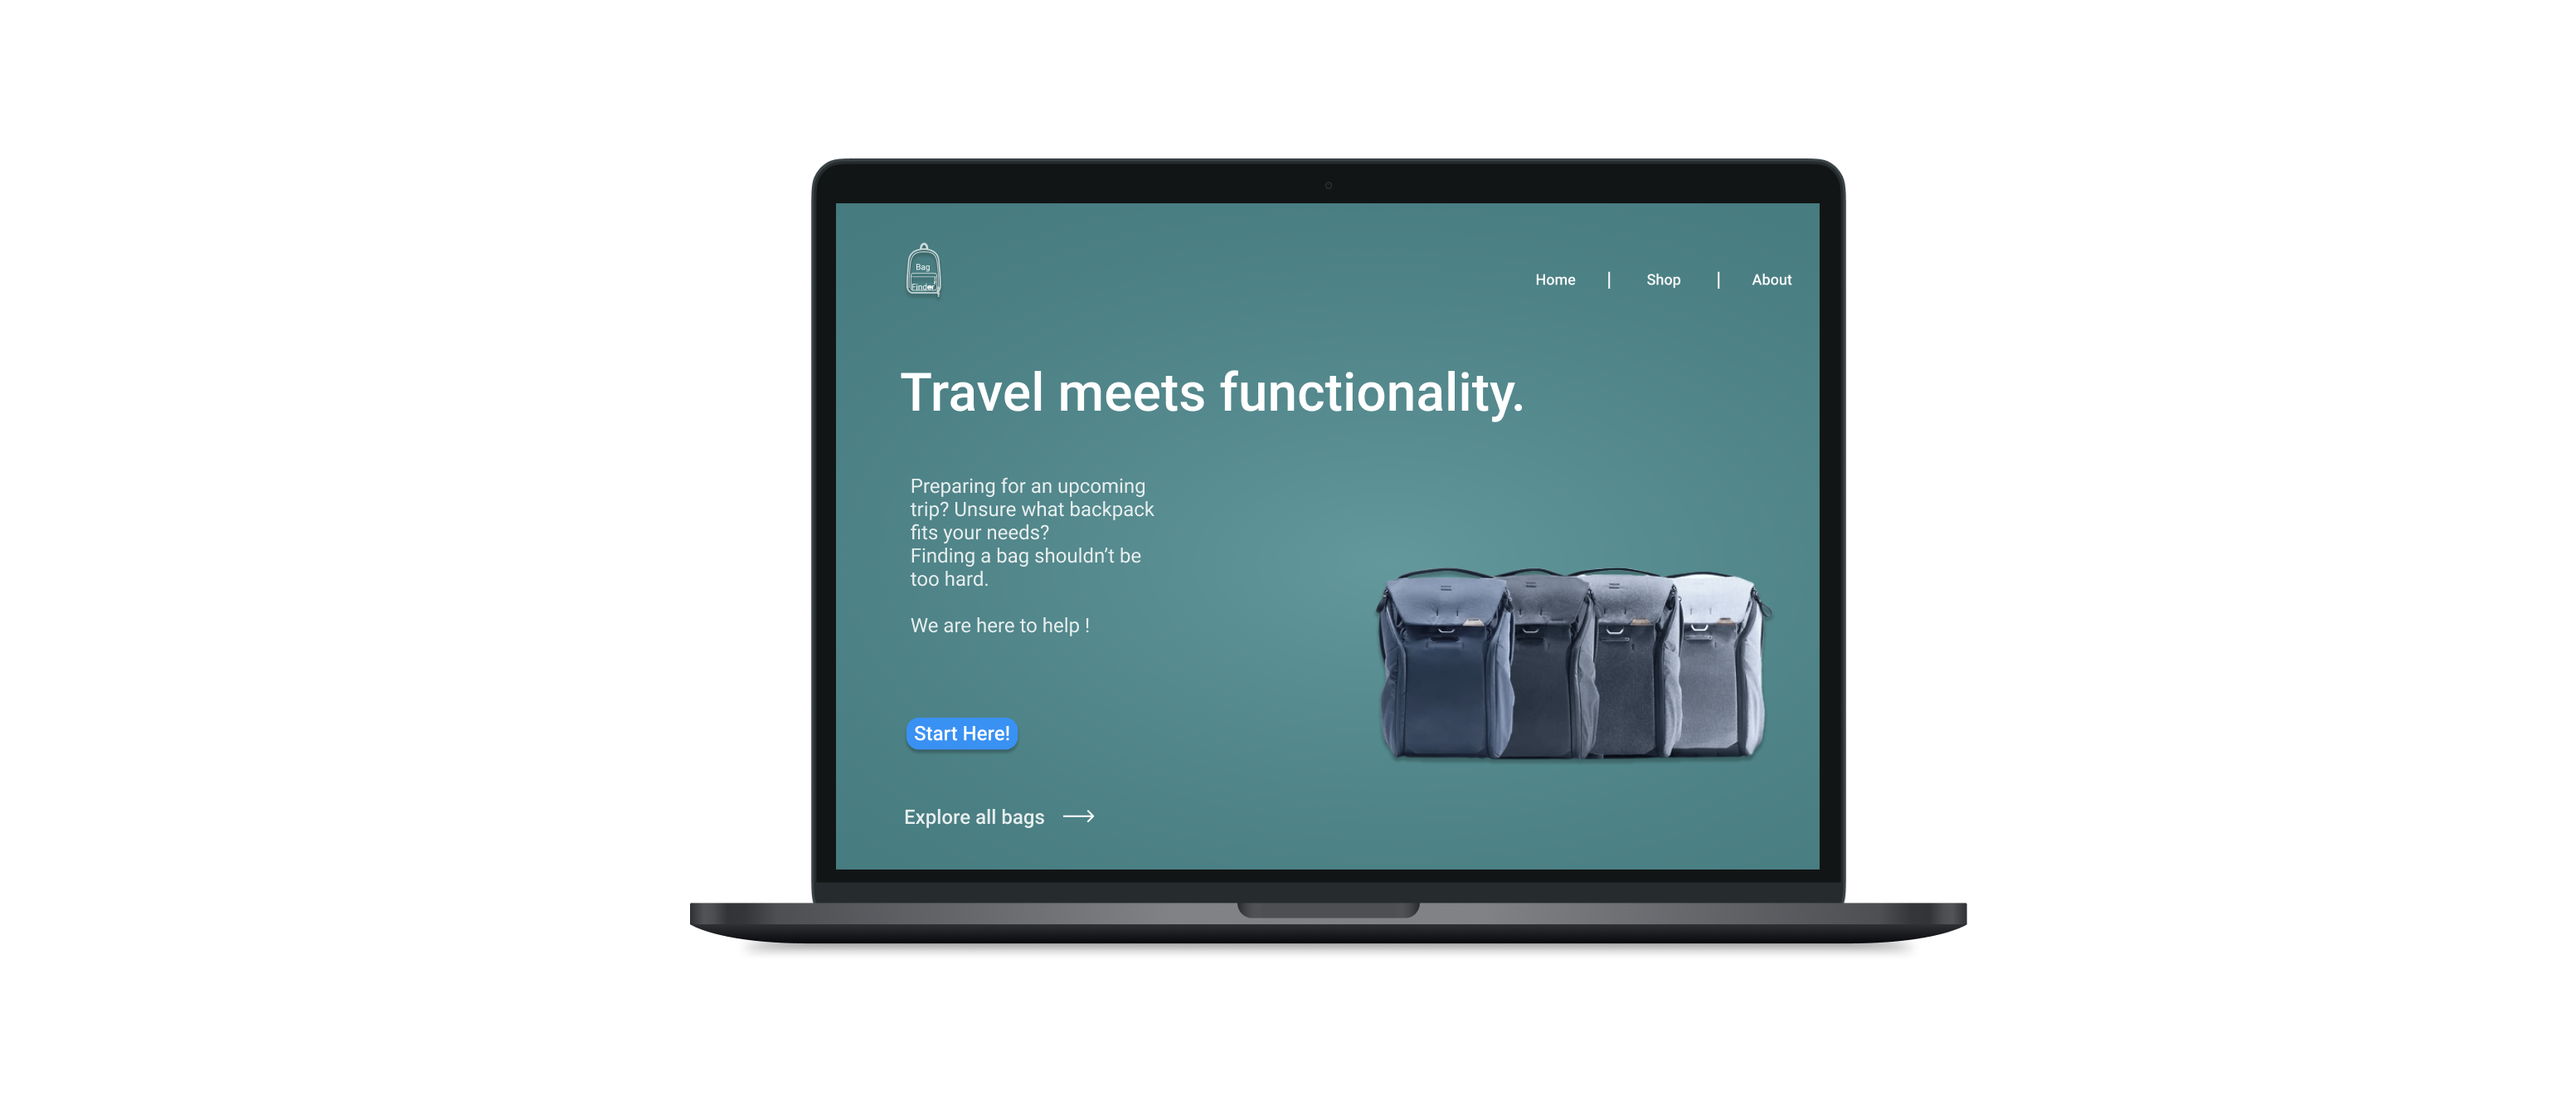 Bag
Finder
Home | Shop | About
Travel meets functionality.
Preparing for an upcoming
trip? Unsure what backpack
fits your needs?
Finding a bag shouldn’t be
too hard.
We are here to help !
Start Here!
Explore all bags